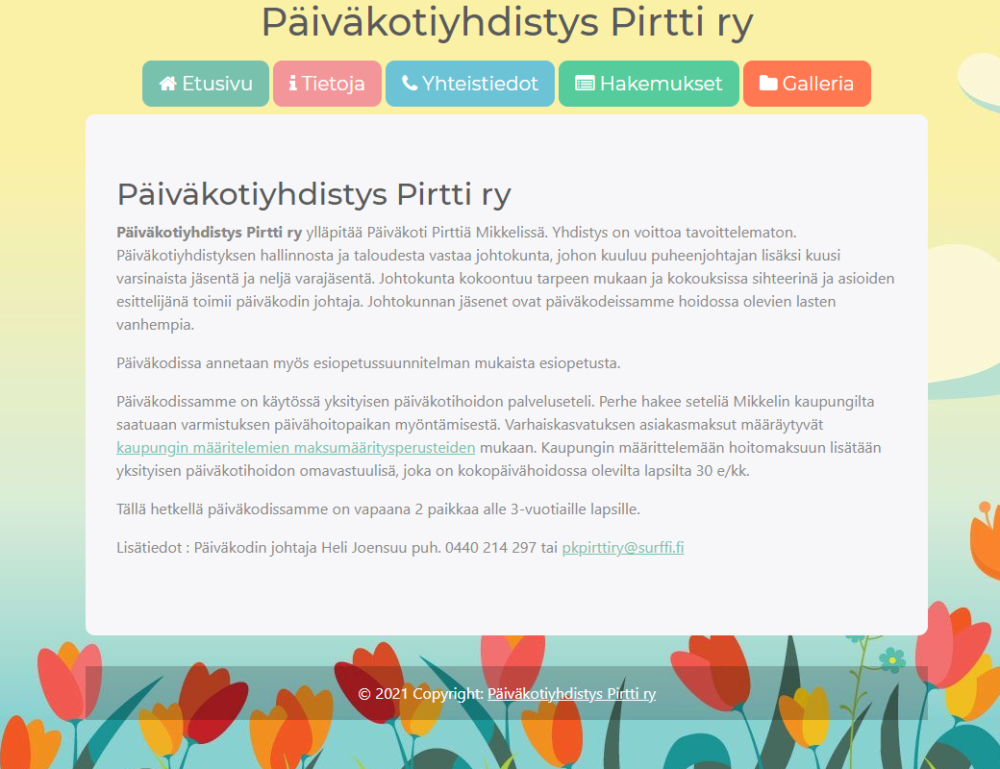 Päiväkotiyhdistys Pirtti ry
Etusivu Tietoja Yhteistiedot Hakemukset Galleria
Päiväkotiyhdistys Pirtti ry
Päiväkotiyhdistys Pirtti ry ylläpitää Päiväkoti Pirttiä Mikkelissä. Yhdistys on voittoa tavoittelematon.
Päiväkotiyhdistyksen hallinnosta ja taloudesta vastaa johtokunta, johon kuuluu puheenjohtajan lisäksi kuusi
varsinaista jäsentä ja neljä varajäsentä. Johtokunta kokoontuu tarpeen mukaan ja kokouksissa sihteerinä ja asioiden
esittelijänä toimii päiväkodin johtaja. Johtokunnan jäsenet ovat päiväkodeissamme hoidossa olevien lasten
vanhempia.
Päiväkodissa annetaan myös esiopetussuunnitelman mukaista esiopetusta.
Päiväkodissamme on käytössä yksityisen päiväkotihoidon palveluseteli. Perhe hakee seteliä Mikkelin kaupungilta
saatuaan varmistuksen päivähoitopaikan myöntämisestä. Varhaiskasvatuksen asiakasmaksut määräytyvät
kaupungin määritelemien maksumääritysperusteiden mukaan. Kaupungin määrittelemään hoitomaksuun lisätään
yksityisen päiväkotihoidon omavastuulisä, joka on kokopäivähoidossa olevilta lapsilta 30 e/kk.
Tällä hetkellä päiväkodissamme on vapaana 2 paikkaa alle 3-vuotiaille lapsille.
Lisätiedot : Päiväkodin johtaja Heli Joensuu puh. 0440 214 297 tai pkpirttiry@surffi.fi
© 2021 Copyright: Päiväkotiyhdistys Pirtti ry